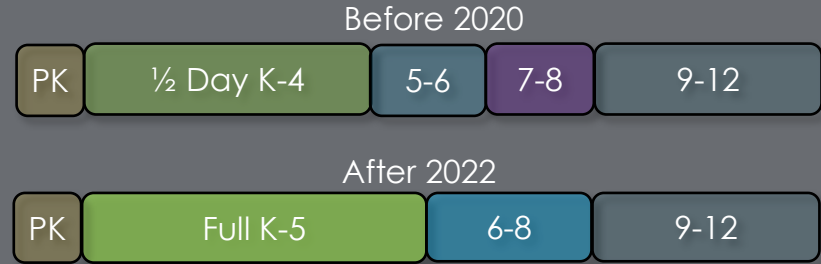 Before 2020
PK ½ Day K-4 5-6 7-8 9-12
After 2022
PK Full K-5 6-8 9-12